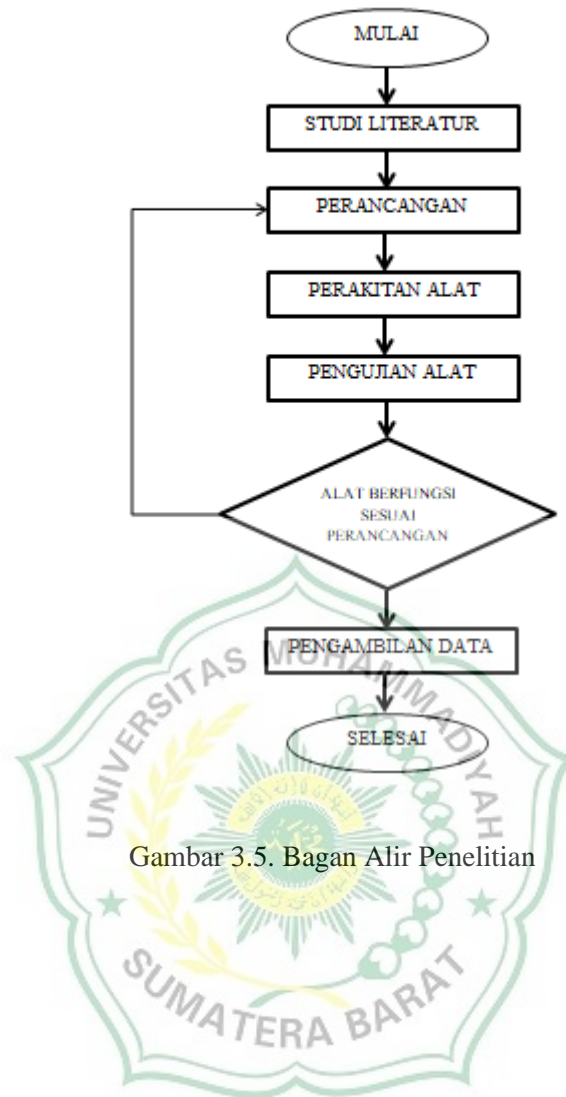 MULAI
STUDI LITERATUR
PERANCANGAN
PERAKITAN ALAT
PENGUJIAN ALAT
ALAT BERFUNGSI
SESUAI
PERANCANGAN
PENGAMBILAN DATA
SELESAI
Gambar 3.5. Bagan Alir Penelitian
UNIVERSITAS MUHAMMADIYAH
SUMATERA BARAT